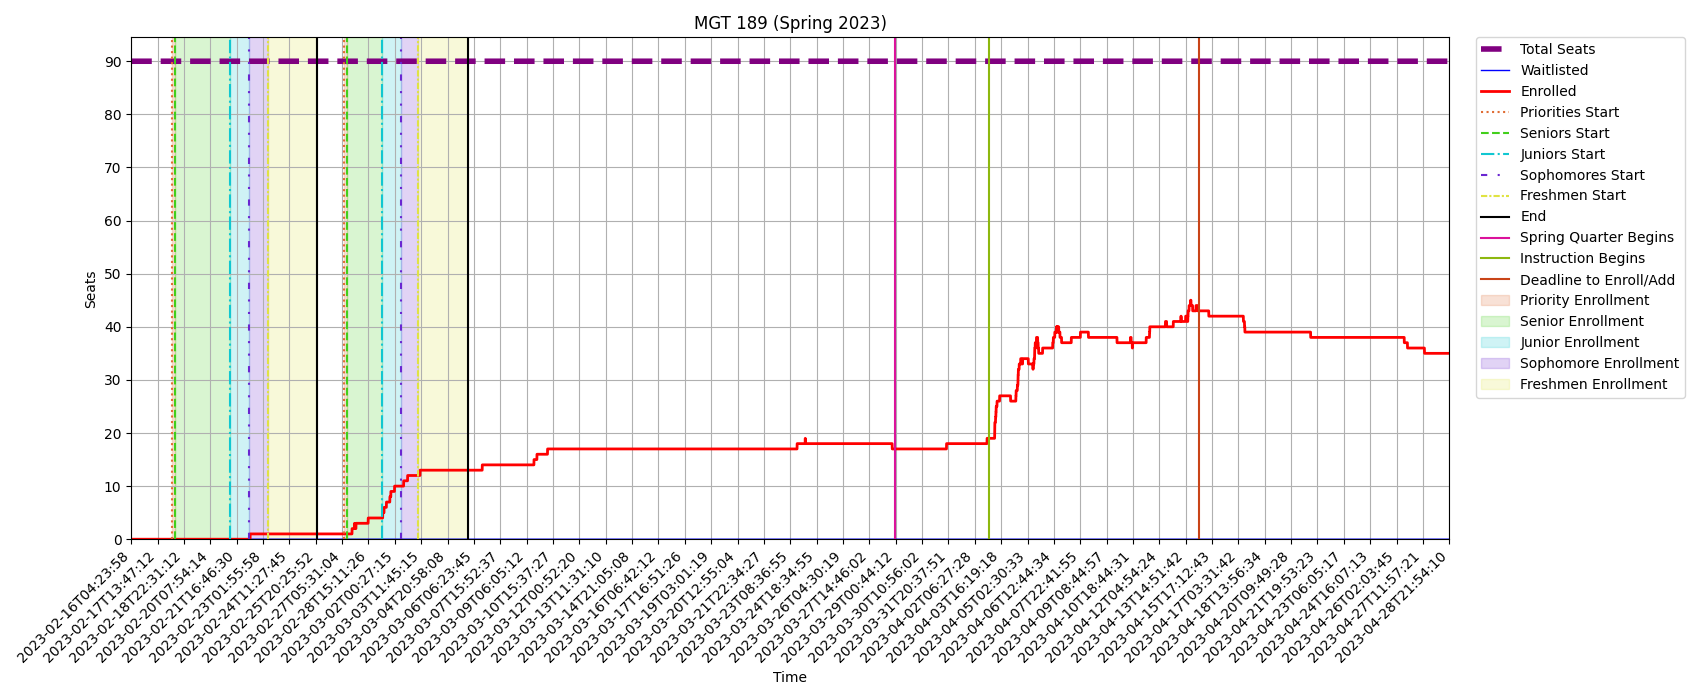 MGT 189 (Spring 2023)
Seats
90
80
70
60
50
40
30
20
10
0
2023-02-16T04:23:58
2023-02-17T13:47:12
2023-02-18T22:31:12
2023-02-20T07:54:14
2023-02-21T16:46:30
2023-02-23T01:55:58
2023-02-24T11:27:45
2023-02-25T20:25:52
2023-02-27T05:31:04
2023-02-28T15:11:26
2023-03-02T00:27:15
2023-03-03T11:45:15
2023-03-04T20:58:08
2023-03-06T06:23:45
2023-03-07T15:52:37
2023-03-09T06:05:12
2023-03-10T15:37:27
2023-03-12T00:52:20
2023-03-13T11:31:10
2023-03-14T21:05:08
2023-03-16T06:42:12
2023-03-17T16:51:26
2023-03-19T03:01:19
2023-03-20T12:55:04
2023-03-21T22:34:27
2023-03-23T08:36:55
2023-03-24T18:34:55
2023-03-26T04:30:19
2023-03-27T14:46:02
2023-03-29T00:44:12
2023-03-30T10:56:02
2023-03-31T20:37:51
2023-04-02T06:27:28
2023-04-03T16:19:18
2023-04-05T02:30:33
2023-04-06T12:44:34
2023-04-07T22:41:55
2023-04-09T08:44:57
2023-04-10T18:44:31
2023-04-12T04:54:24
2023-04-13T14:51:42
2023-04-15T17:12:43
2023-04-17T03:31:42
2023-04-18T13:56:34
2023-04-20T09:49:28
2023-04-21T19:53:23
2023-04-23T06:05:17
2023-04-24T16:07:13
2023-04-26T02:03:45
2023-04-27T11:57:21
2023-04-28T21:54:10
Time
Total Seats
Waitlisted
Enrolled
Priorities Start
Seniors Start
Juniors Start
Sophomores Start
Freshmen Start
End
Spring Quarter Begins
Instruction Begins
Deadline to Enroll/Add
Priority Enrollment
Senior Enrollment
Junior Enrollment
Sophomore Enrollment
Freshmen Enrollment